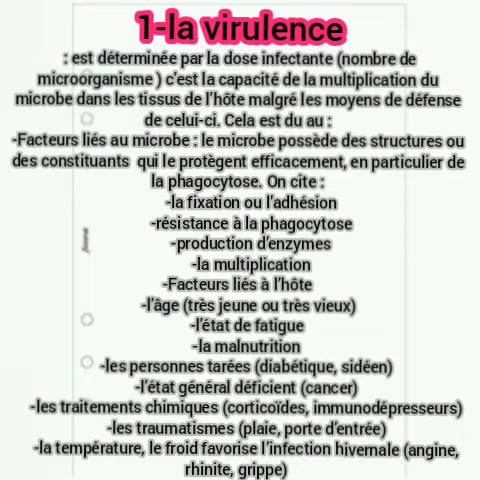 1-la virulence
: est déterminée par la dose infectante (nombre de
microorganisme ) c'est la capacité de la multiplication du
microbe dans les tissus de l'hôte malgré les moyens de défense
de celui-ci. Cela est du au :
-Facteurs liés au microbe : le microbe possède des structures ou
des constituants qui le protègent efficacement, en particulier de
la phagocytose. On cite :
-la fixation ou l'adhésion
-résistance à la phagocytose
-production d'enzymes
-la multiplication
-Facteurs liés à l'hôte
-l'âge (très jeune ou très vieux)
-l'état de fatigue
-la malnutrition
-les personnes tarées (diabétique, sidéen)
-l'état général déficient (cancer)
-les traitements chimiques (corticoïdes, immunodépresseurs)
-les traumatismes (plaie, porte d'entrée)
-la température, le froid favorise l'infection hivernale (angine,
rhinite, grippe)